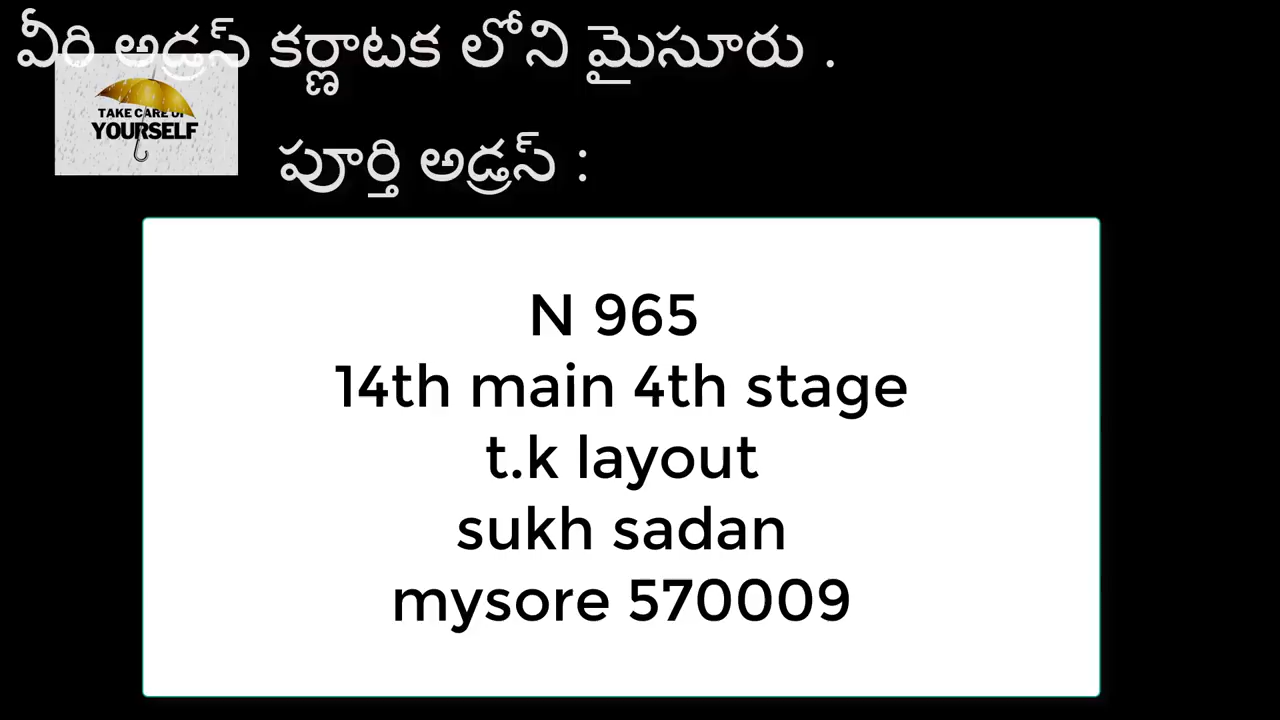 వీరి అడ్రస్ కర్ణాటక లోని మైసూరు .
TAKE CARE OF
YOURSELF
పూర్తి అడ్రస్ :
N 965
14th main 4th stage
t.k layout
sukh sadan
mysore 570009